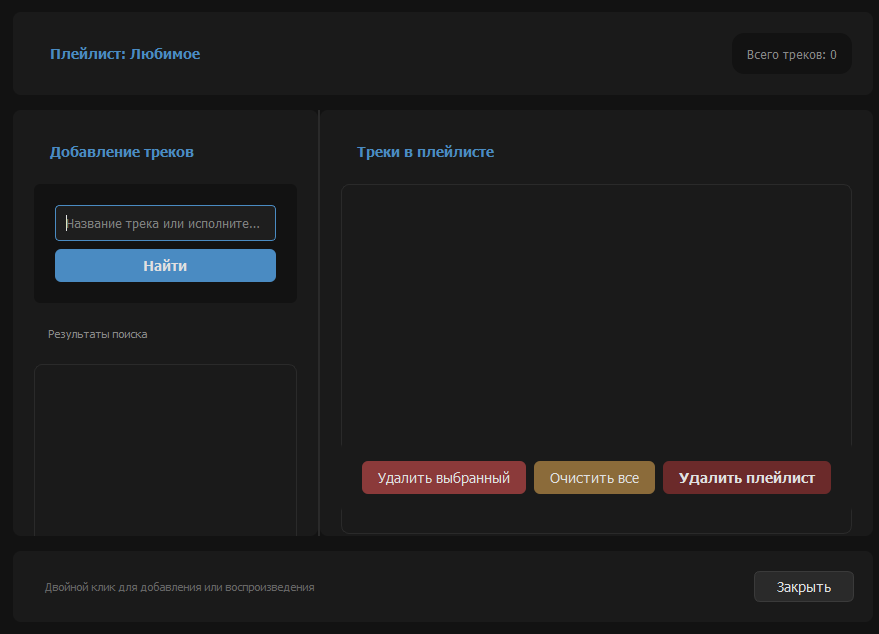 Плейлист: Любимое
Всего треков: 0
Добавление треков
Название трека или исполните...
Найти
Результаты поиска
Треки в плейлисте
Удалить выбранный
Очистить все
Удалить плейлист
Двойной клик для добавления или воспроизведения
Закрыть